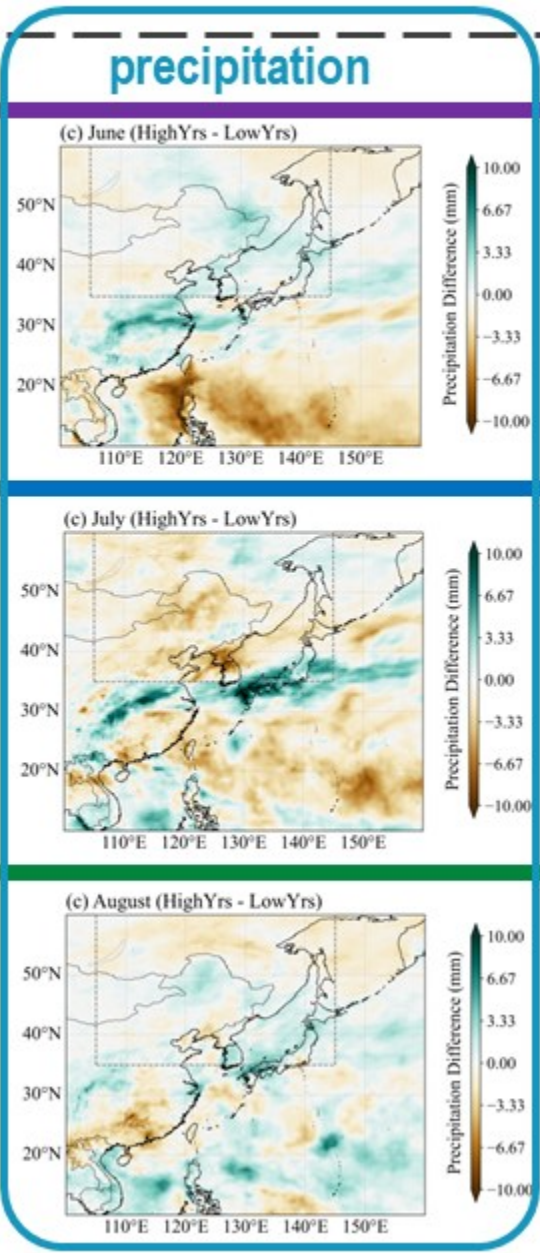 precipitation
(c) June (HighYrs - LowYrs)
50°N
40°N
30°N
20°N
110°E 120°E 130°E 140°E 150°E
Precipitation Difference (mm)
10.00
6.67
3.33
0.00
−3.33
−6.67
−10.00
(c) July (HighYrs - LowYrs)
50°N
40°N
30°N
20°N
110°E 120°E 130°E 140°E 150°E
Precipitation Difference (mm)
10.00
6.67
3.33
0.00
−3.33
−6.67
−10.00
(c) August (HighYrs - LowYrs)
50°N
40°N
30°N
20°N
110°E 120°E 130°E 140°E 150°E
Precipitation Difference (mm)
10.00
6.67
3.33
0.00
−3.33
−6.67
−10.00